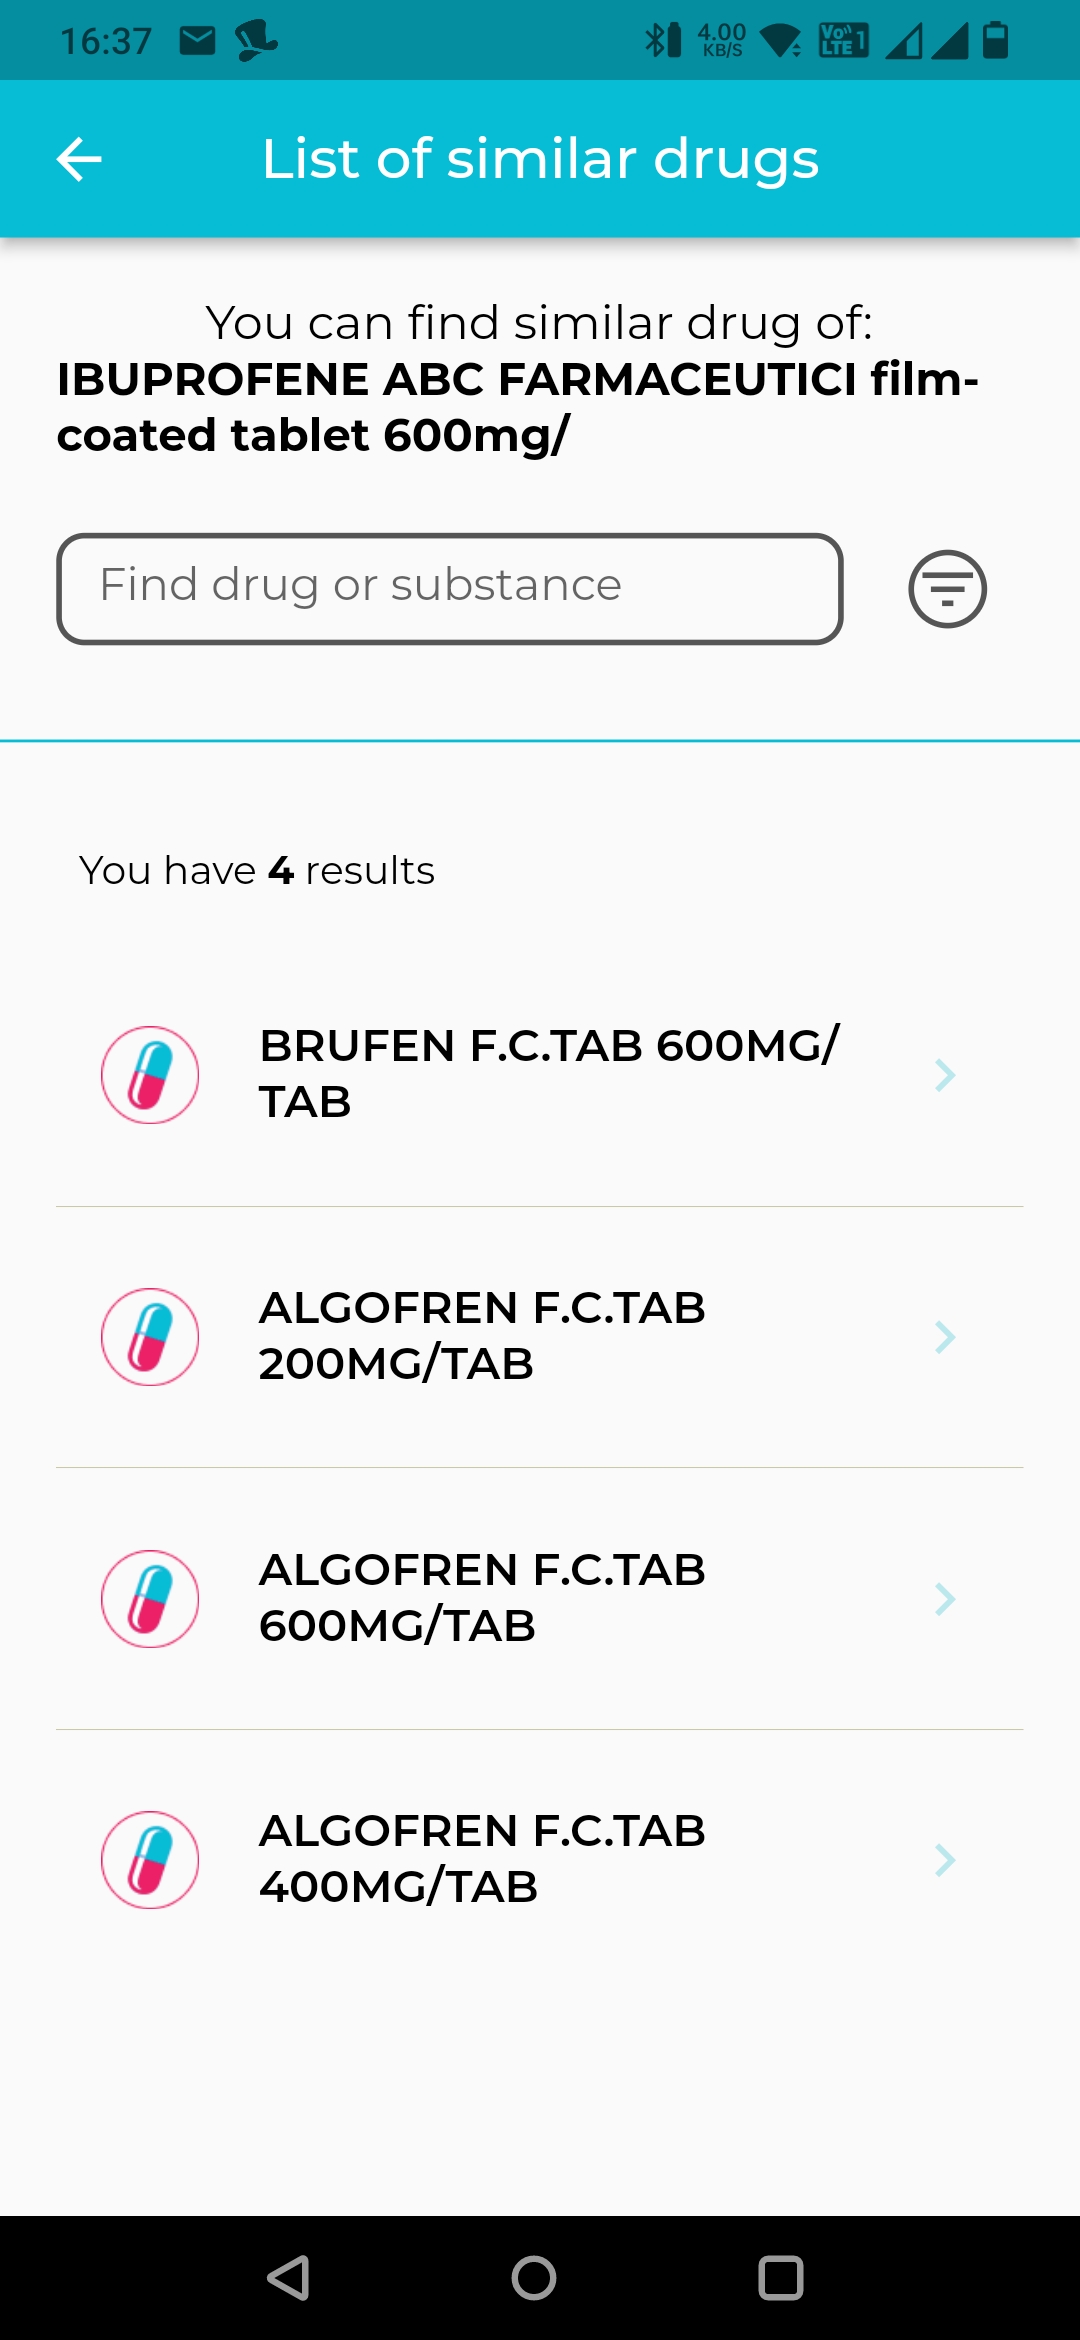 16:37
4.00
KB/S
Vo))
LTE 1
List of similar drugs
You can find similar drug of:
IBUPROFENE ABC FARMACEUTICI film-
coated tablet 600mg/
Find drug or substance
You have 4 results
BRUFEN F.C.TAB 600MG/
TAB
ALGOFREN F.C.TAB
200MG/TAB
ALGOFREN F.C.TAB
600MG/TAB
ALGOFREN F.C.TAB
400MG/TAB